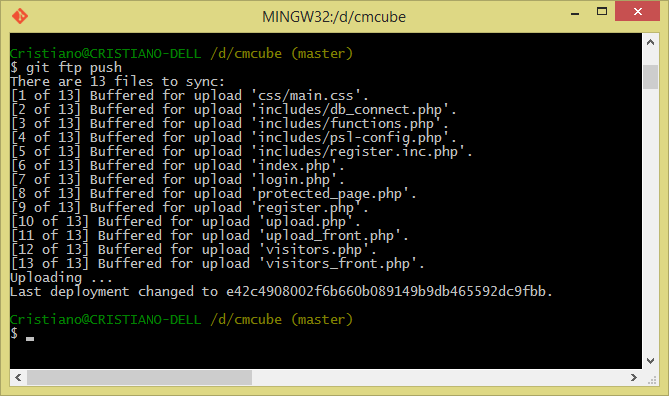 MINGW32:/d/cmcube
Cristiano@CRISTIANO-DELL /d/cmcube (master)
$ git ftp push
There are 13 files to sync:
[1 of 13] Buffered for upload 'css/main.css'.
[2 of 13] Buffered for upload 'includes/db_connect.php'.
[3 of 13] Buffered for upload 'includes/functions.php'.
[4 of 13] Buffered for upload 'includes/psl-config.php'.
[5 of 13] Buffered for upload 'includes/register.inc.php'.
[6 of 13] Buffered for upload 'index.php'.
[7 of 13] Buffered for upload 'login.php'.
[8 of 13] Buffered for upload 'protected_page.php'.
[9 of 13] Buffered for upload 'register.php'.
[10 of 13] Buffered for upload 'upload.php'.
[11 of 13] Buffered for upload 'upload_front.php'.
[12 of 13] Buffered for upload 'visitors.php'.
[13 of 13] Buffered for upload 'visitors_front.php'.
Uploading ...
Last deployment changed to e42c4908002f6b660b089149b9db465592dc9fbb.
Cristiano@CRISTIANO-DELL /d/cmcube (master)
$